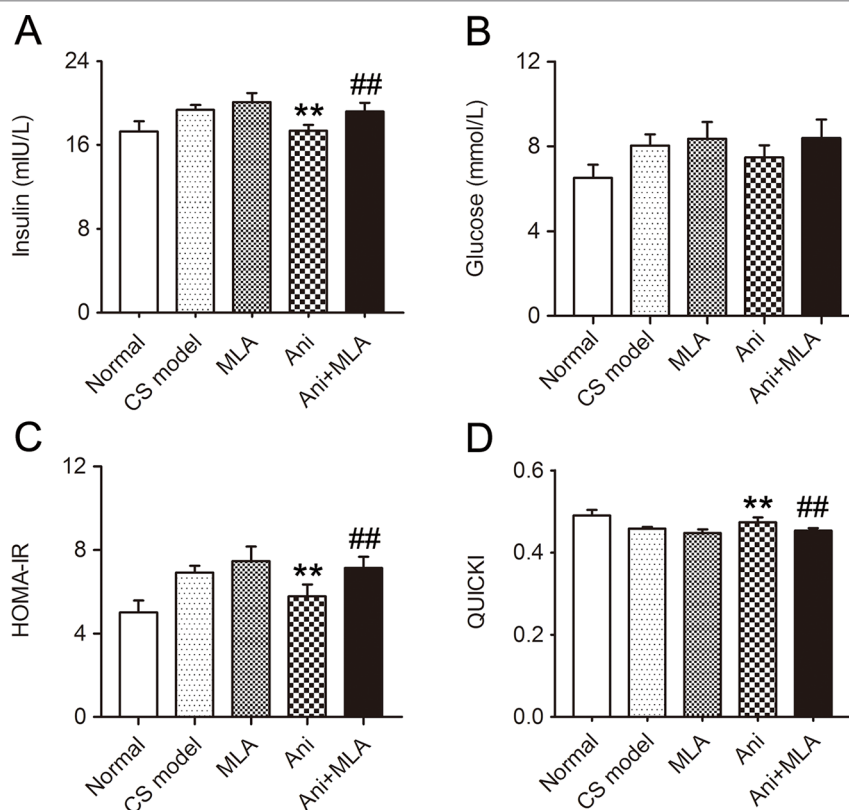 A
Insulin (mIU/L)
24
16
8
0
**
##
Normal
CS model
MLA
Ani
Ani+MLA
B
Glucose (mmol/L)
12
8
4
0
Normal
CS model
MLA
Ani
Ani+MLA
C
HOMA-IR
12
8
4
0
**
##
Normal
CS model
MLA
Ani
Ani+MLA
D
QUICKI
0.6
0.4
0.2
0.0
**
##
Normal
CS model
MLA
Ani
Ani+MLA